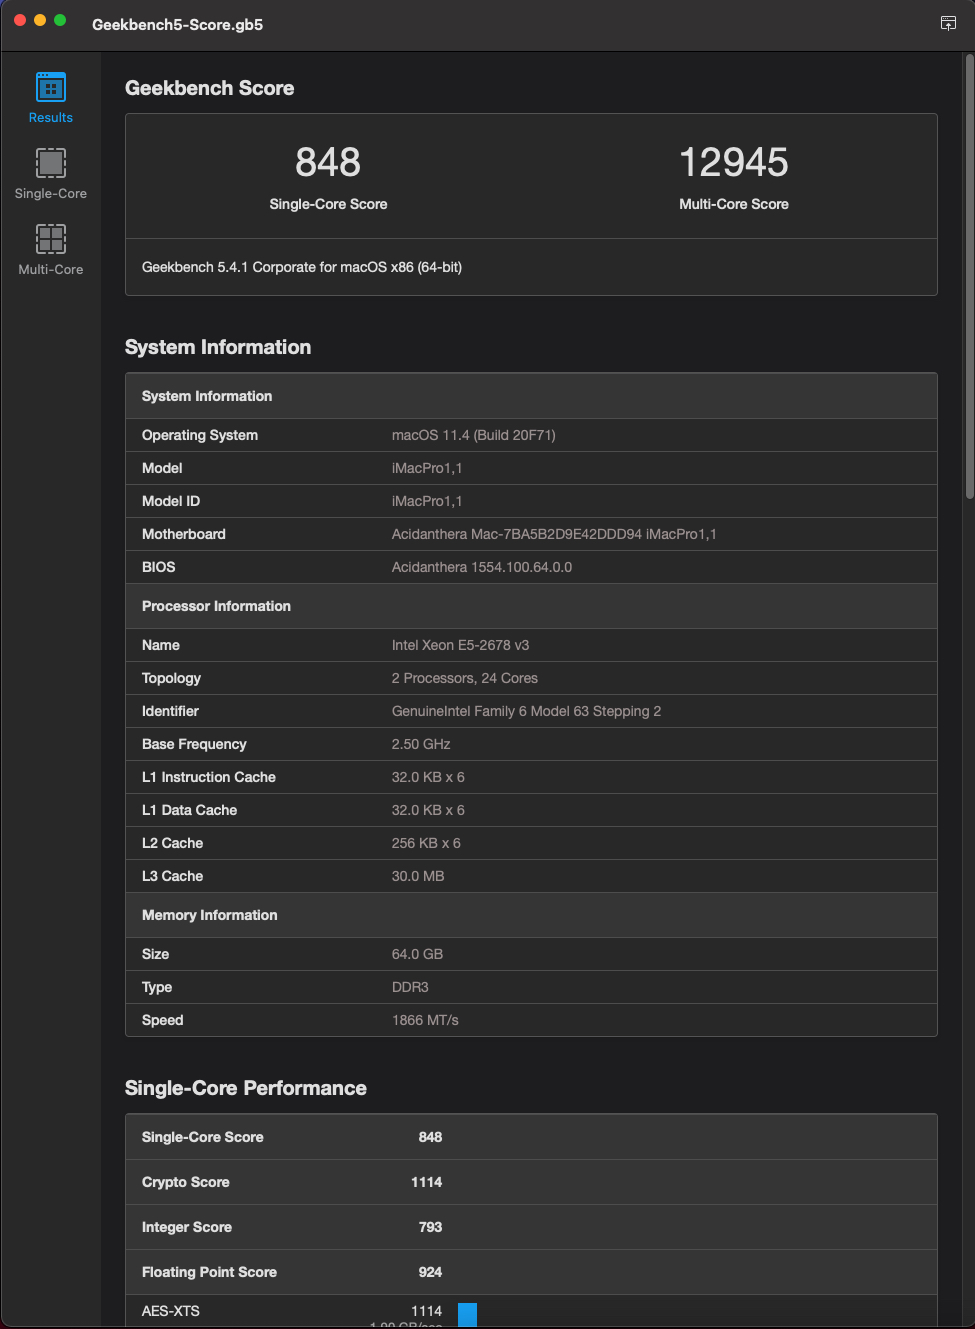 Geekbench5-Score.gb5
Results
Single-Core
Multi-Core
Geekbench Score
848
12945
Single-Core Score
Multi-Core Score
Geekbench 5.4.1 Corporate for macOS x86 (64-bit)
System Information
System Information
Operating System macOS 11.4 (Build 20F71)
Model iMacPro1,1
Model ID iMacPro1,1
Motherboard Acidanthera Mac-7BA5B2D9E42DDD94 iMacPro1,1
BIOS Acidanthera 1554.100.64.0.0
Processor Information
Name Intel Xeon E5-2678 v3
Topology 2 Processors, 24 Cores
Identifier GenuineIntel Family 6 Model 63 Stepping 2
Base Frequency 2.50 GHz
L1 Instruction Cache 32.0 KB x 6
L1 Data Cache 32.0 KB x 6
L2 Cache 256 KB x 6
L3 Cache 30.0 MB
Memory Information
Size 64.0 GB
Type DDR3
Speed 1866 MT/s
Single-Core Performance
Single-Core Score 848
Crypto Score 1114
Integer Score 793
Floating Point Score 924
AES-XTS 1114